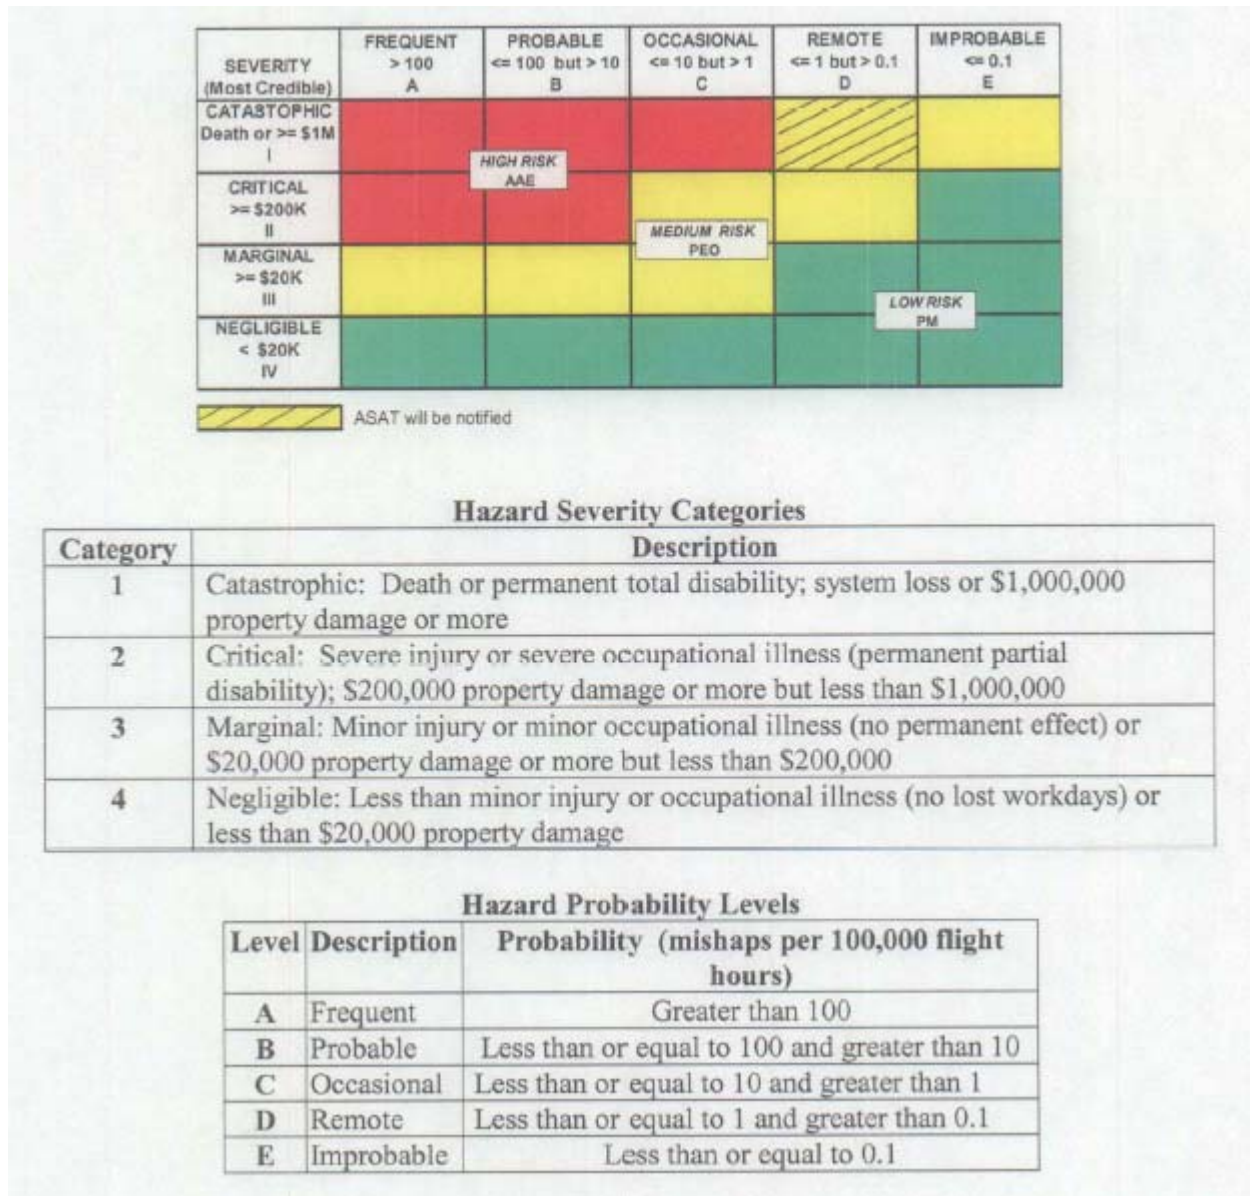 SEVERITY
(Most Credible)
FREQUENT
> 100
A
PROBABLE
<= 100 but > 10
B
OCCASIONAL
<= 10 but > 1
C
REMOTE
<= 1 but > 0.1
D
IMPROBABLE
<= 0.1
E
CATASTOPHIC
Death or >= $1M
I
HIGH RISK
AAE
CRITICAL
>= $200K
II
MEDIUM RISK
PEO
MARGINAL
>= $20K
III
LOW RISK
PM
NEGLIGIBLE
< $20K
IV
ASAT will be notified
Hazard Severity Categories
Category Description
1 Catastrophic: Death or permanent total disability; system loss or $1,000,000
property damage or more
2 Critical: Severe injury or severe occupational illness (permanent partial
disability); $200,000 property damage or more but less than $1,000,000
3 Marginal: Minor injury or minor occupational illness (no permanent effect) or
$20,000 property damage or more but less than $200,000
4 Negligible: Less than minor injury or occupational illness (no lost workdays) or
less than $20,000 property damage
Hazard Probability Levels
Level Description Probability (mishaps per 100,000 flight
hours)
A Frequent Greater than 100
B Probable Less than or equal to 100 and greater than 10
C Occasional Less than or equal to 10 and greater than 1
D Remote Less than or equal to 1 and greater than 0.1
E Improbable Less than or equal to 0.1